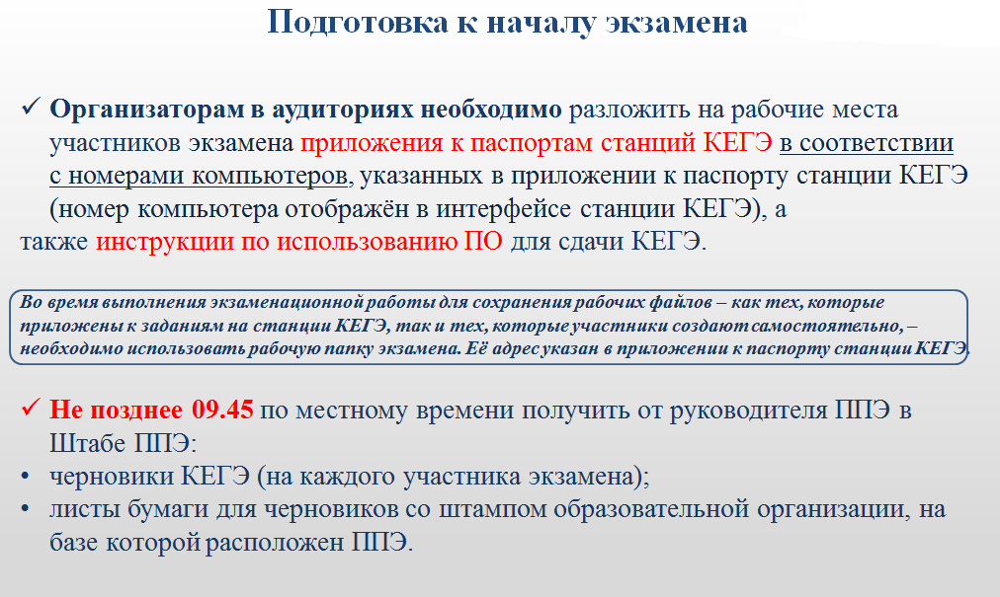 Подготовка к началу экзамена
✓ Организаторам в аудиториях необходимо разложить на рабочие места
участников экзамена приложения к паспортам станций КЕГЭ в соответствии
с номерами компьютеров, указанных в приложении к паспорту станции КЕГЭ
(номер компьютера отображён в интерфейсе станции КЕГЭ), а
также инструкции по использованию ПО для сдачи КЕГЭ.
Во время выполнения экзаменационной работы для сохранения рабочих файлов – как тех, которые
приложены к заданиям на станции КЕГЭ, так и тех, которые участники создают самостоятельно, –
необходимо использовать рабочую папку экзамена. Её адрес указан в приложении к паспорту станции КЕГЭ.
✓ Не позднее 09.45 по местному времени получить от руководителя ППЭ в
Штабе ППЭ:
• черновики КЕГЭ (на каждого участника экзамена);
• листы бумаги для черновиков со штампом образовательной организации, на
базе которой расположен ППЭ.